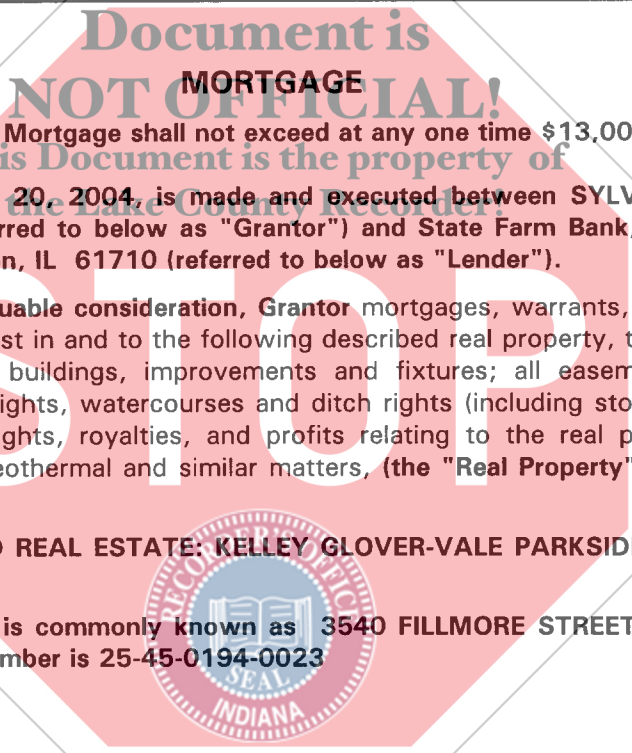 Document is
NOT OFFICIAL!
MORTGAGE
Mortgage shall not exceed at any one time $13,00
is Document is the property of
20, 2004, is made and executed between SYLV
the Lake County Recorder!
rred to below as "Grantor") and State Farm Bank,
n, IL 61710 (referred to below as "Lender").
uable consideration, Grantor mortgages, warrants,
st in and to the following described real property, t
buildings, improvements and fixtures; all easem
ights, watercourses and ditch rights (including sto
ghts, royalties, and profits relating to the real p
eothermal and similar matters, (the "Real Property"
STOP
REAL ESTATE: KELLEY GLOVER-VALE PARKSID
is commonly known as 3540 FILLMORE STREET
mber is 25-45-0194-0023
RECORDER'S OFFICE
SEAL
INDIANA